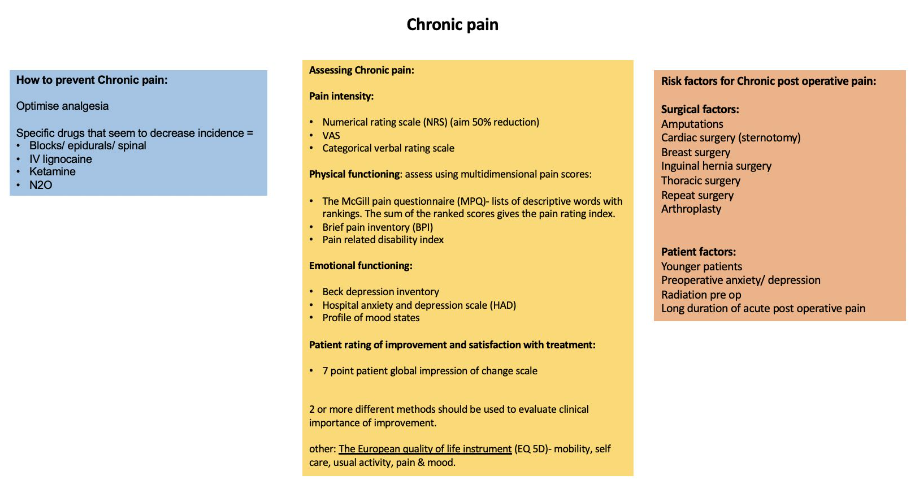 Chronic pain
How to prevent Chronic pain:
Optimise analgesia
Specific drugs that seem to decrease incidence =
• Blocks/ epidurals/ spinal
• IV lignocaine
• Ketamine
• N2O
Assessing Chronic pain:
Pain intensity:
• Numerical rating scale (NRS) (aim 50% reduction)
• VAS
• Categorical verbal rating scale
Physical functioning: assess using multidimensional pain scores:
• The McGill pain questionnaire (MPQ)- lists of descriptive words with
rankings. The sum of the ranked scores gives the pain rating index.
• Brief pain inventory (BPI)
• Pain related disability index
Emotional functioning:
• Beck depression inventory
• Hospital anxiety and depression scale (HAD)
• Profile of mood states
Patient rating of improvement and satisfaction with treatment:
• 7 point patient global impression of change scale
2 or more different methods should be used to evaluate clinical
importance of improvement.
other: The European quality of life instrument (EQ 5D)- mobility, self
care, usual activity, pain & mood.
Risk factors for Chronic post operative pain:
Surgical factors:
Amputations
Cardiac surgery (sternotomy)
Breast surgery
Inguinal hernia surgery
Thoracic surgery
Repeat surgery
Arthroplasty
Patient factors:
Younger patients
Preoperative anxiety/ depression
Radiation pre op
Long duration of acute post operative pain